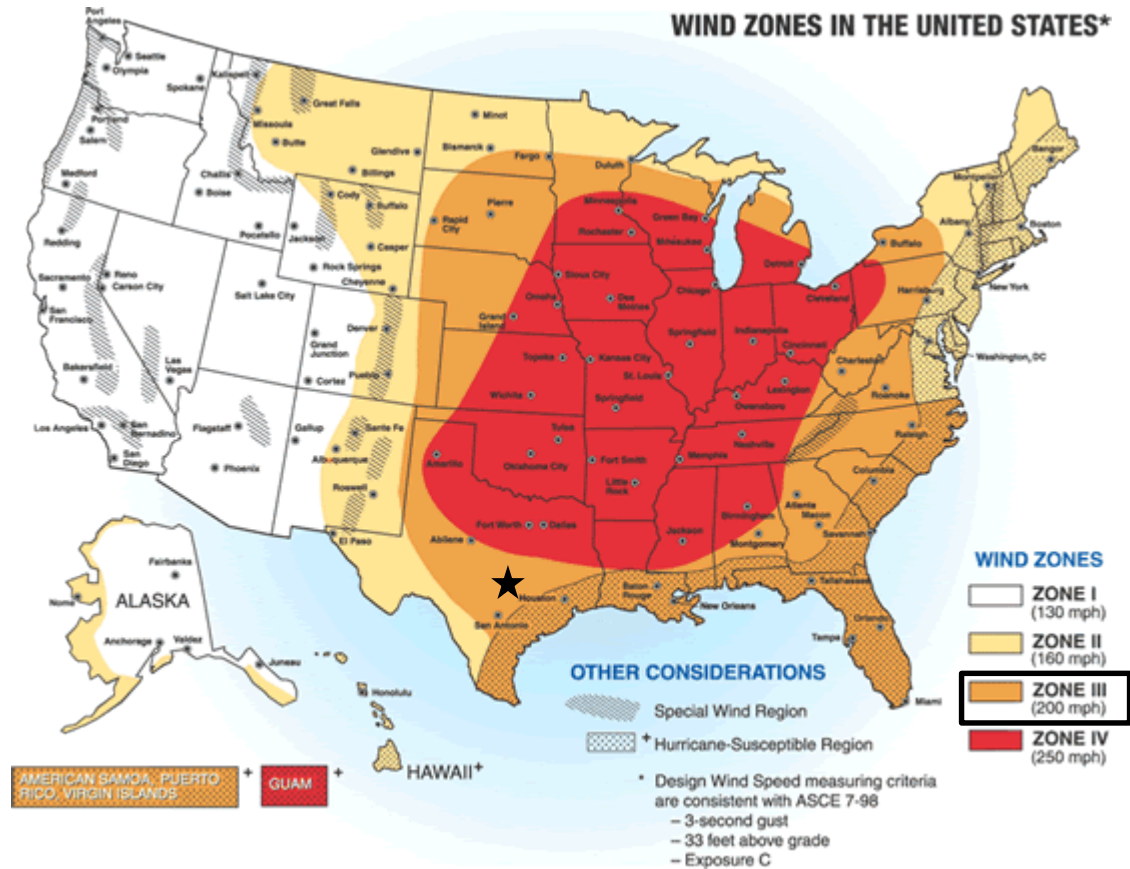 WIND ZONES IN THE UNITED STATES*
Port
Angeles
Seattle
Olympia
Spokane
Kalispell
Great Falls
Portland
Salem
Missoula
Butte
Glendive
Billings
Minot
Bismarck
Fargo
Duluth
Medford
Challis
Boise
Cody
Buffalo
Pocatello
Jackson
Casper
Rock Springs
Cheyenne
Rapid
City
Pierre
Minneapolis
Rochester
Green Bay
Milwaukee
Chicago
Detroit
Cleveland
Buffalo
Albany
Montpelier
Bangor
Boston
New York
Harrisburg
Washington, DC
Redding
Sacramento
Reno
Carson City
San
Francisco
Salt Lake City
Grand
Junction
Denver
Pueblo
Cortez
Las
Vegas
Bakersfield
Los Angeles
San
Bernadino
San
Diego
Flagstaff
Phoenix
Gallup
Santa Fe
Albuquerque
Roswell
El Paso
Sioux City
Omaha
Des
Moines
Grand
Island
Topeka
Kansas City
Springfield
St. Louis
Indianapolis
Cincinnati
Charleston
Lexington
Owensboro
Roanoke
Raleigh
Wichita
Springfield
Tulsa
Oklahoma City
Amarillo
Fort Smith
Little
Rock
Memphis
Nashville
Columbia
Atlanta
Macon
Savannah
Birmingham
Montgomery
Jackson
Fort Worth
Dallas
Abilene
Houston
San Antonio
Baton
Rouge
New Orleans
Tallahassee
Orlando
Tampa
Miami
Fairbanks
Nome
ALASKA
Anchorage
Valdez
Juneau
Honolulu
HAWAII+
AMERICAN SAMOA, PUERTO
RICO, VIRGIN ISLANDS
+
GUAM
+
WIND ZONES
ZONE I
(130 mph)
ZONE II
(160 mph)
ZONE III
(200 mph)
ZONE IV
(250 mph)
OTHER CONSIDERATIONS
Special Wind Region
+ Hurricane-Susceptible Region
* Design Wind Speed measuring criteria
are consistent with ASCE 7-98
– 3-second gust
– 33 feet above grade
– Exposure C